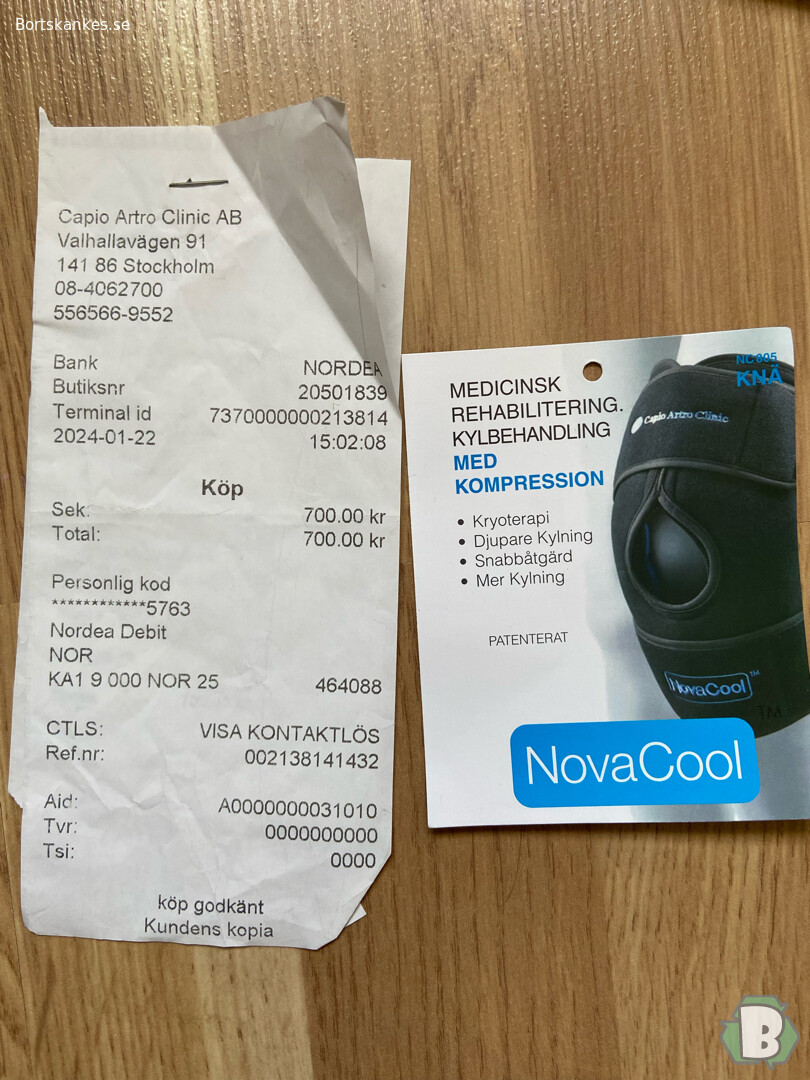 Bortskankes.se
Capio Artro Clinic AB
Valhallavägen 91
141 86 Stockholm
08-4062700
556566-9552
Bank NORDEA
Butiksnr 20501839
Terminal id 7370000000213814
2024-01-22 15:02:08
Köp
Sek: 700.00 kr
Total: 700.00 kr
Personlig kod
************5763
Nordea Debit
NOR
KA1 9 000 NOR 25 464088
CTLS: VISA KONTAKTLÖS
Ref.nr: 002138141432
Aid: A0000000031010
Tvr: 0000000000
Tsi: 0000
köp godkänt
Kundens kopia
NC605
KNÄ
MEDICINSK
REHABILITERING.
KYLBEHANDLING
MED
KOMPRESSION
• Kryoterapi
• Djupare Kylning
• Snabbåtgärd
• Mer Kylning
PATENTERAT
Capio Artro Clinic
NovaCool™
TM
NovaCool
B